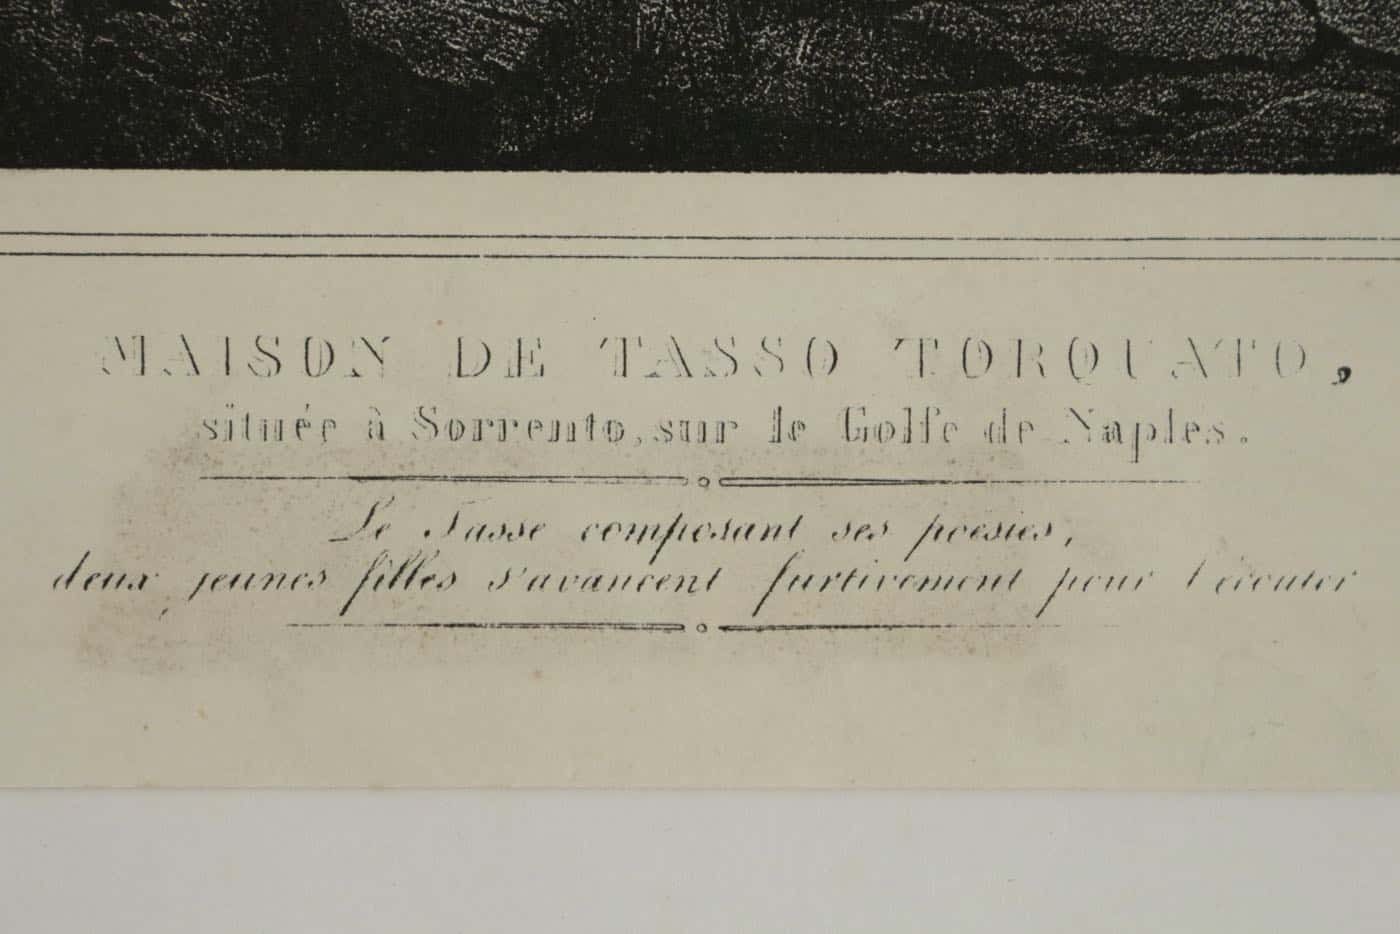 MAISON DE TASSO TORQUATO,
située à Sorrento, sur le Golfe de Naples.
Le Tasse composant ses poésies,
deux jeunes filles s'avancent furtivement pour l'écouter